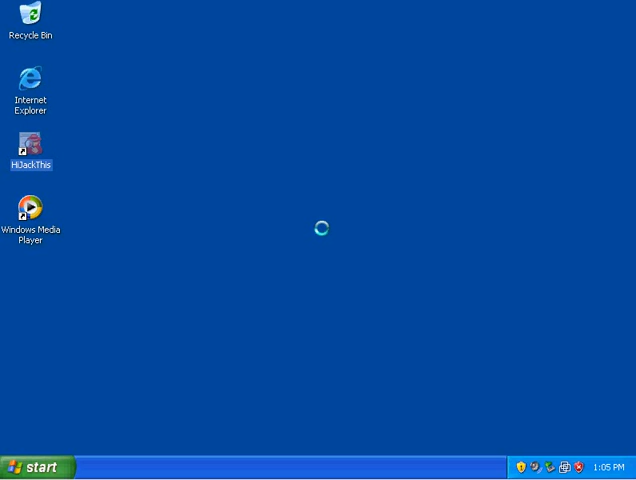 Recycle Bin
Internet
Explorer
HiJackThis
Windows Media
Player
start
1:05 PM